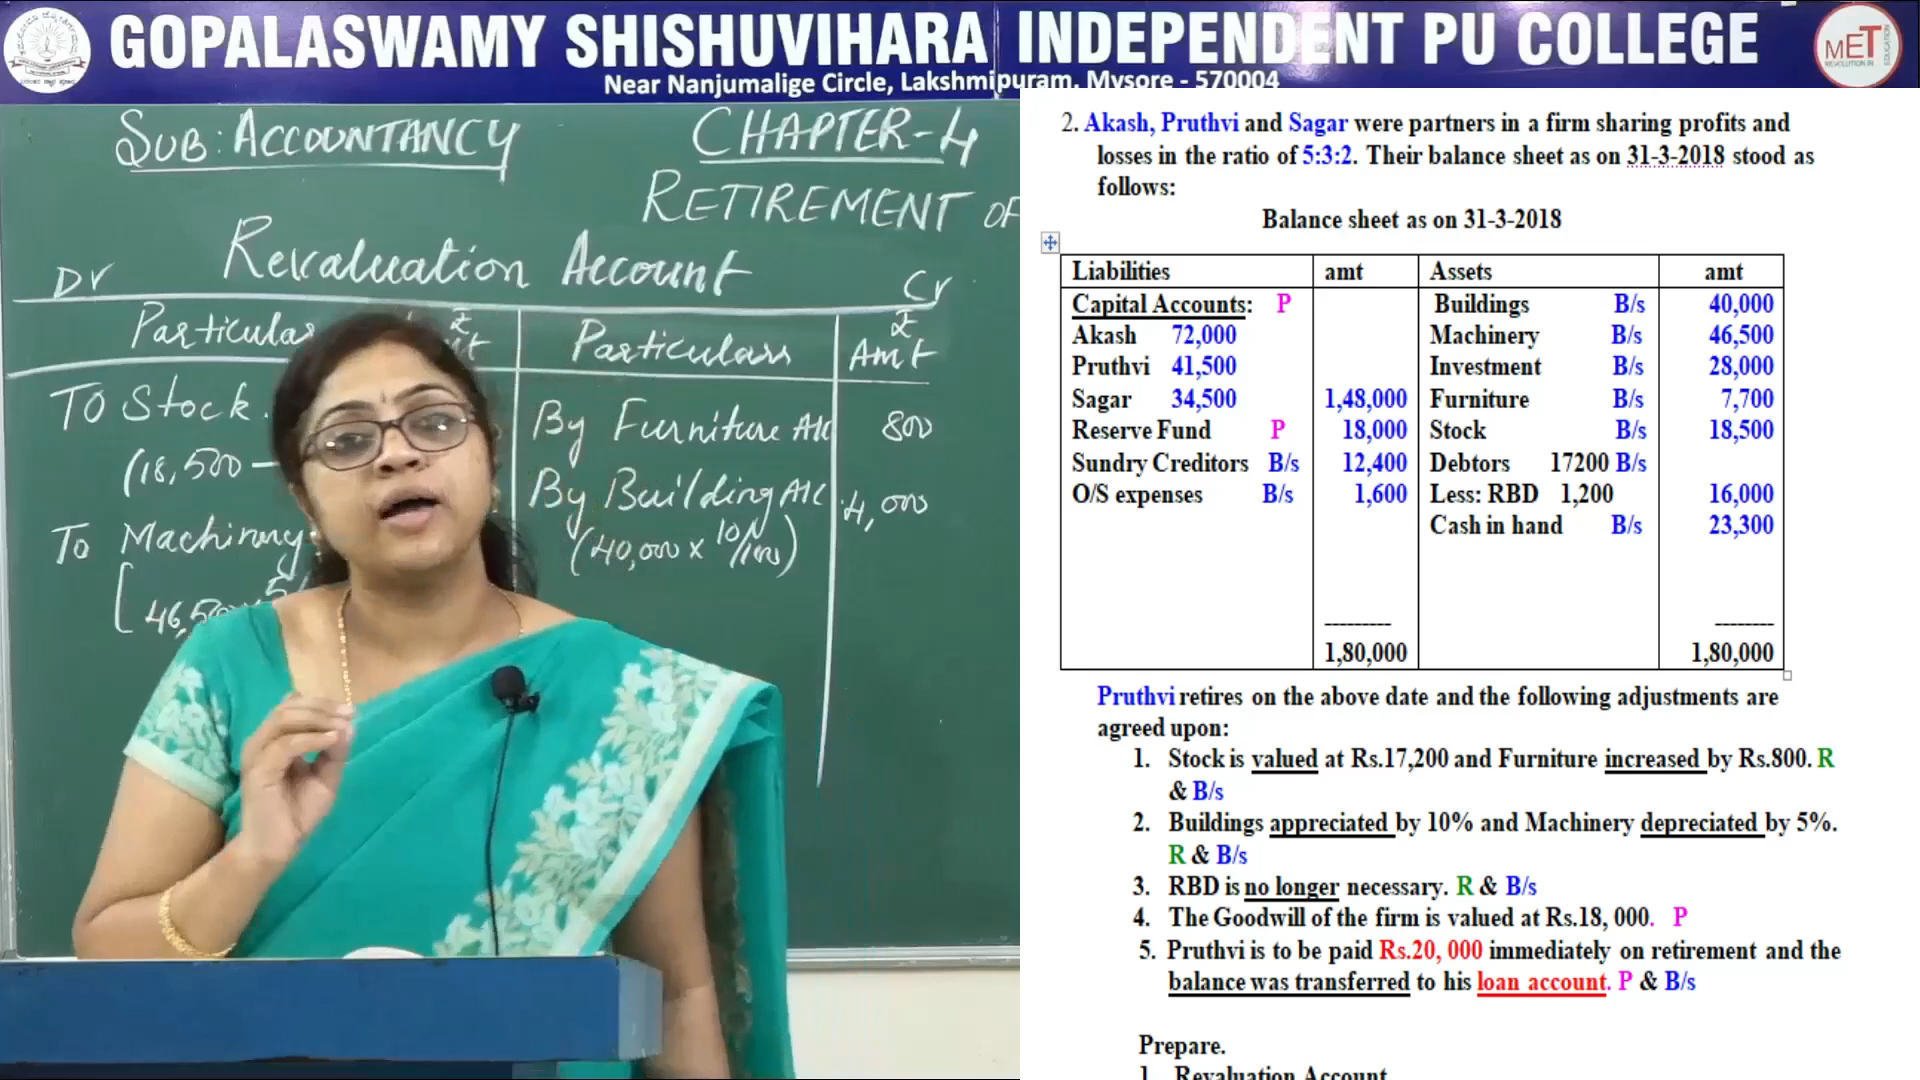 GOPALASWAMY SHISHUVIHARA INDEPENDENT PU COLLEGE
Near Nanjumalige Circle, Lakshmipuram, Mysore - 570004
MET
SUB: ACCOUNTANCY
CHAPTER-4
RETIREMENT OF
Revaluation Account
Dr
Cr
Particulars
Particulars
₹ Amt
TO Stock
(18,500 -
To Machinery
By Furniture A/c 800
By Building A/c 4,000
(40,000 x 10/100)
2. Akash, Pruthvi and Sagar were partners in a firm sharing profits and
losses in the ratio of 5:3:2. Their balance sheet as on 31-3-2018 stood as
follows:
Balance sheet as on 31-3-2018
Liabilities amt Assets amt
Capital Accounts: P Buildings B/s 40,000
Akash 72,000 Machinery B/s 46,500
Pruthvi 41,500 Investment B/s 28,000
Sagar 34,500 1,48,000 Furniture B/s 7,700
Reserve Fund P 18,000 Stock B/s 18,500
Sundry Creditors B/s 12,400 Debtors 17200 B/s
O/S expenses B/s 1,600 Less: RBD 1,200 16,000
Cash in hand B/s 23,300
1,80,000 1,80,000
Pruthvi retires on the above date and the following adjustments are
agreed upon:
1. Stock is valued at Rs.17,200 and Furniture increased by Rs.800. R
& B/s
2. Buildings appreciated by 10% and Machinery depreciated by 5%.
R & B/s
3. RBD is no longer necessary. R & B/s
4. The Goodwill of the firm is valued at Rs.18, 000. P
5. Pruthvi is to be paid Rs.20, 000 immediately on retirement and the
balance was transferred to his loan account. P & B/s
Prepare.
1. Revaluation Account